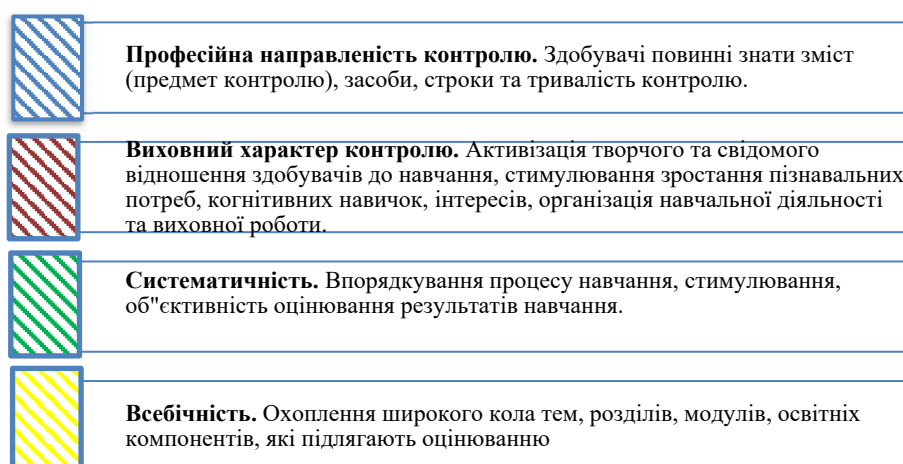 Професійна направленість контролю. Здобувачі повинні знати зміст
(предмет контролю), засоби, строки та тривалість контролю.
Виховний характер контролю. Активізація творчого та свідомого
відношення здобувачів до навчання, стимулювання зростання пізнавальних
потреб, когнітивних навичок, інтересів, організація навчальної діяльності
та виховної роботи.
Систематичність. Впорядкування процесу навчання, стимулювання,
об"єктивність оцінювання результатів навчання.
Всебічність. Охоплення широкого кола тем, розділів, модулів, освітніх
компонентів, які підлягають оцінюванню